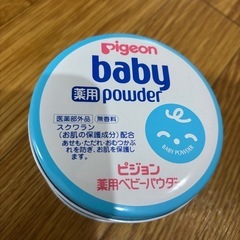 Pigeon
baby
薬用 powder
医薬部外品 無香料
スクワラン
(お肌の保護成分)配合
あせも・ただれ・おむつかぶ
れを防ぎ、お肌を保護し
ます。
BABY POWDER
ピジョン
薬用ベビーパウダー